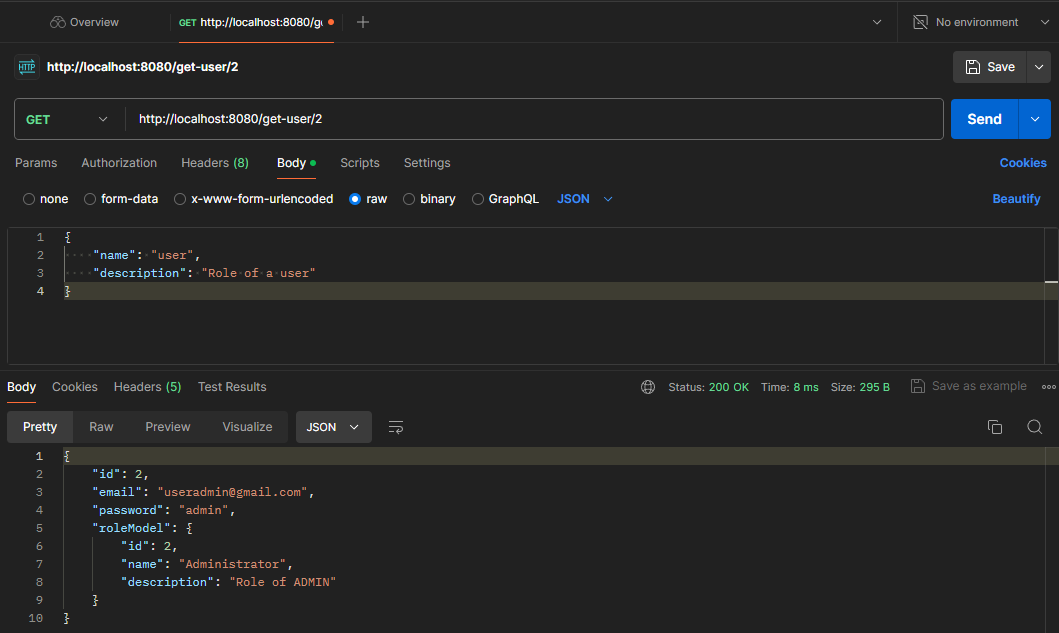 Overview
GET http://localhost:8080/gu
No environment
HTTP http://localhost:8080/get-user/2
Save
GET http://localhost:8080/get-user/2
Send
Params Authorization Headers (8) Body Scripts Settings Cookies
none form-data x-www-form-urlencoded raw binary GraphQL JSON Beautify
1 {
2 ····"name":·"user",
3 ····"description":·"Role·of·a·user"
4 }
Body Cookies Headers (5) Test Results Status: 200 OK Time: 8 ms Size: 295 B Save as example
Pretty Raw Preview Visualize JSON
1 {
2 "id": 2,
3 "email": "useradmin@gmail.com",
4 "password": "admin",
5 "roleModel": {
6 "id": 2,
7 "name": "Administrator",
8 "description": "Role of ADMIN"
9 }
10 }